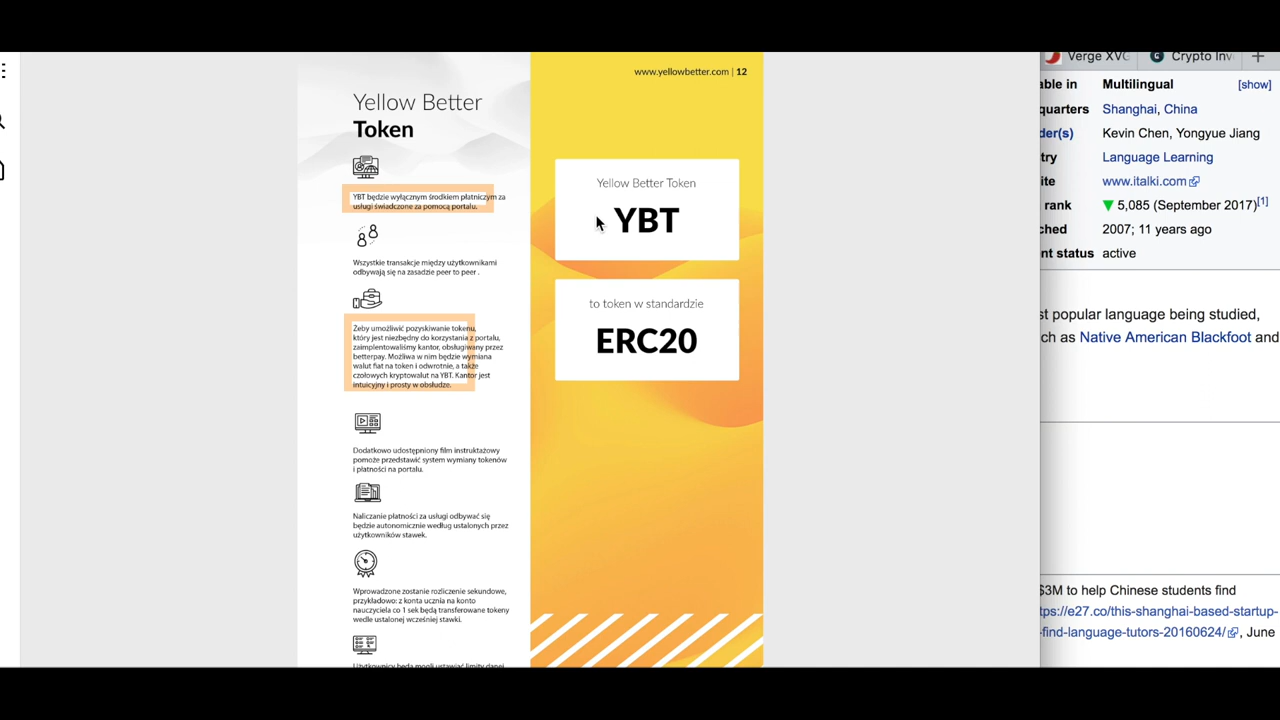 www.yellowbetter.com | 12
Yellow Better
Token
YBT będzie wyłącznym środkiem płatniczym za
usługi świadczone za pomocą portalu.
Wszystkie transakcje między użytkownikami
odbywają się na zasadzie peer to peer .
Żeby umożliwić pozyskiwanie tokenu,
który jest niezbędny do korzystania z portalu,
zaimplentowaliśmy kantor, obsługiwany przez
betterpay. Możliwa w nim będzie wymiana
walut fiat na token i odwrotnie, a także
czołowych kryptowalut na YBT. Kantor jest
intuicyjny i prosty w obsłudze.
Dodatkowo udostępniony film instruktażowy
pomoże przedstawić system wymiany tokenów
i płatności na portalu.
Naliczanie płatności za usługi odbywać się
będzie autonomicznie według ustalonych przez
użytkowników stawek.
Wprowadzone zostanie rozliczenie sekundowe,
przykładowo: z konta ucznia na konto
nauczyciela co 1 sek będą transferowane tokeny
wedle ustalonej wcześniej stawki.
Użytkownicy będą mogli ustawiać limity danej
Yellow Better Token
YBT
to token w standardzie
ERC20
Verge XVG
Crypto Inv
able in Multilingual [show]
quarters Shanghai, China
der(s) Kevin Chen, Yongyue Jiang
try Language Learning
ite www.italki.com
rank 5,085 (September 2017)[1]
ched 2007; 11 years ago
nt status active
st popular language being studied,
ch as Native American Blackfoot and
$3M to help Chinese students find
tps://e27.co/this-shanghai-based-startup-
-find-language-tutors-20160624/, June